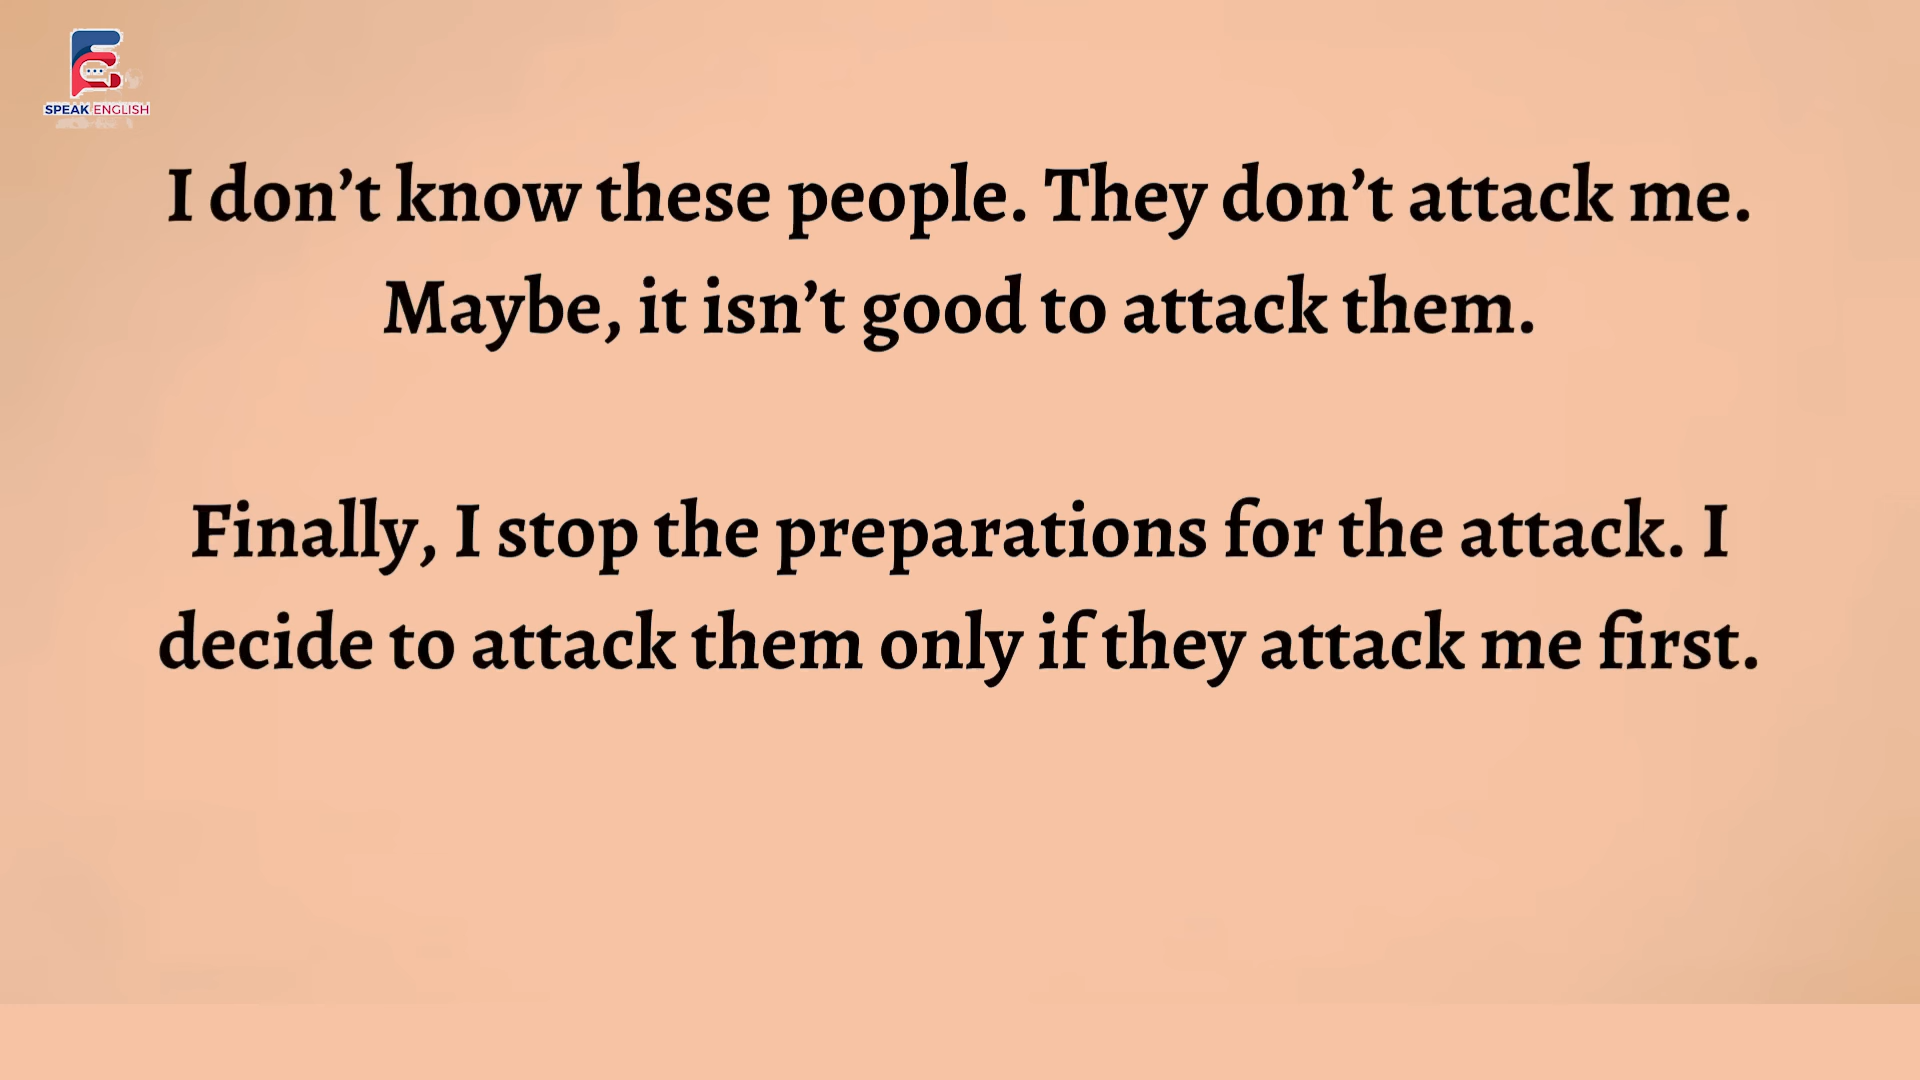 SPEAK ENGLISH
I don’t know these people. They don’t attack me.
Maybe, it isn’t good to attack them.
Finally, I stop the preparations for the attack. I
decide to attack them only if they attack me first.